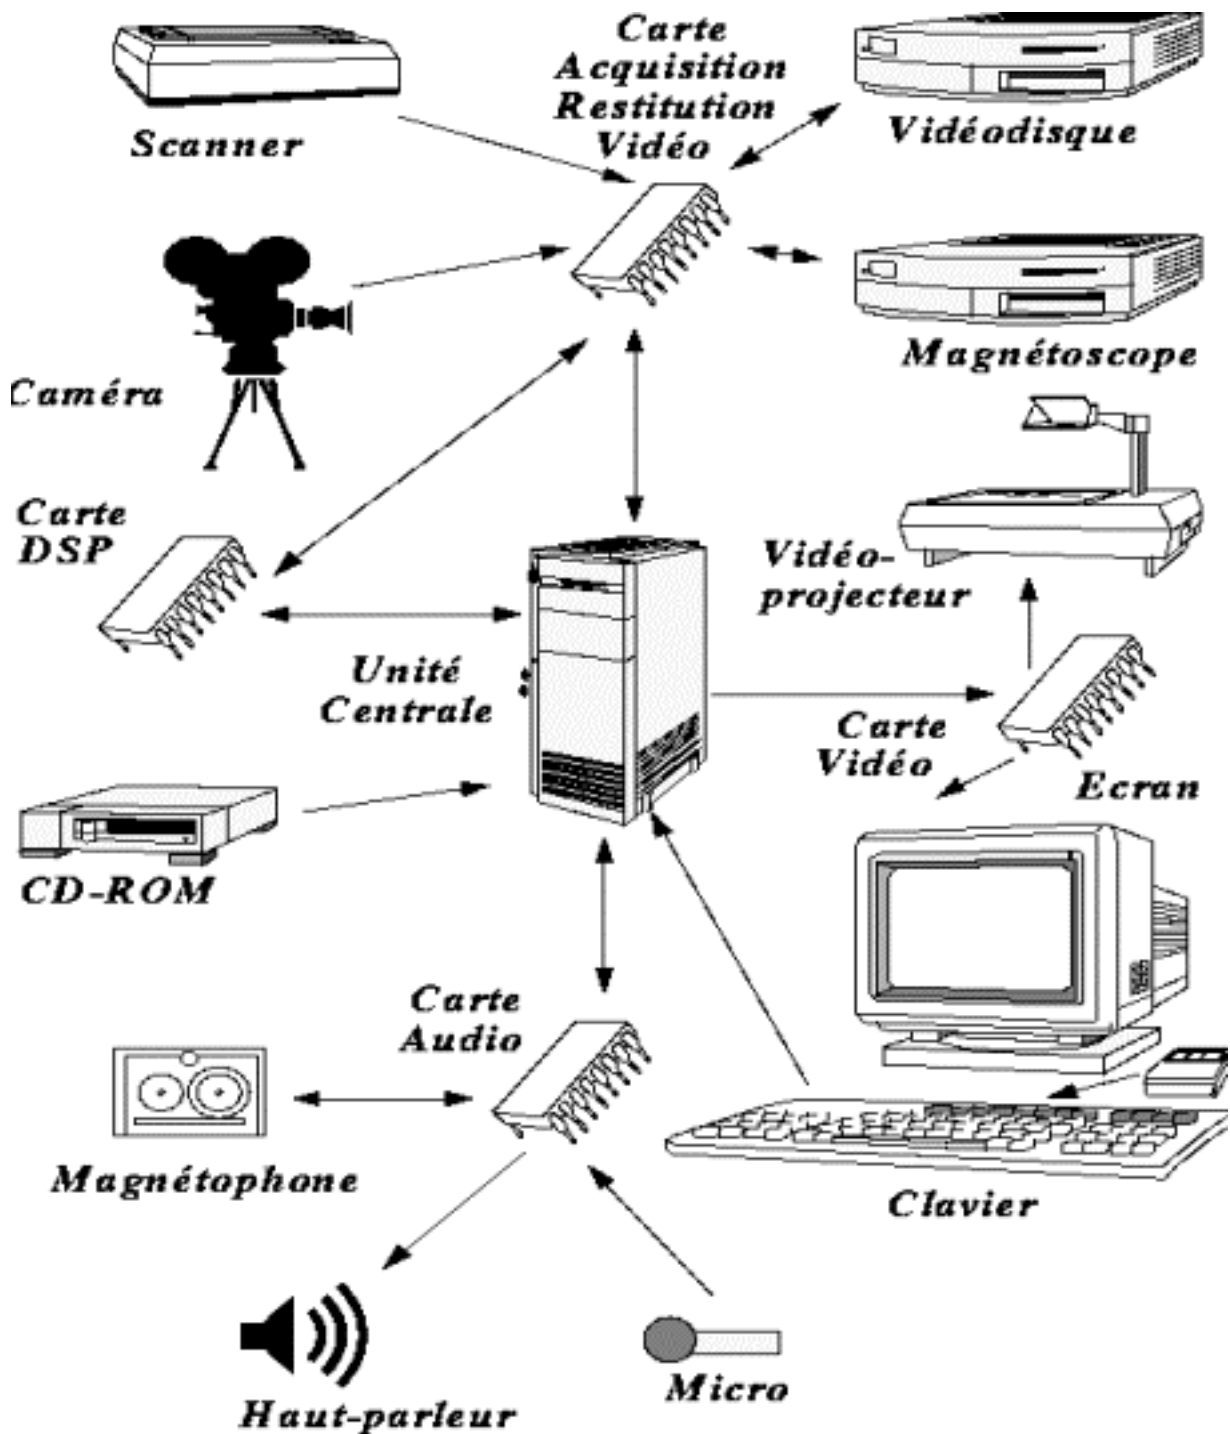 Carte
Acquisition
Restitution
Vidéo
Scanner
Vidéodisque
Magnétoscope
Caméra
Carte
DSP
Vidéo-
projecteur
Unité
Centrale
Carte
Vidéo
Ecran
CD-ROM
Carte
Audio
Magnétophone
Clavier
Micro
Haut-parleur